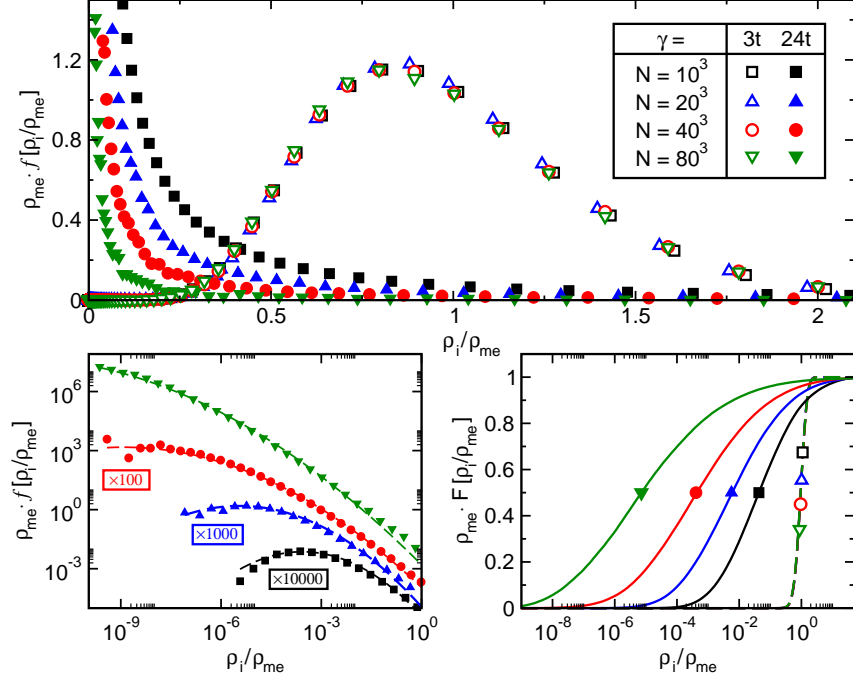 γ = 3t 24t
N = 10³
N = 20³
N = 40³
N = 80³
ρme · f [ρi/ρme]
1.2
0.8
0.4
0
0 0.5 1 1.5 2
ρi/ρme
ρme · f [ρi/ρme]
10⁶
10³
10⁰
10⁻³
×100
×1000
×10000
10⁻⁹ 10⁻⁶ 10⁻³ 10⁰
ρi/ρme
ρme · F [ρi/ρme]
1
0.8
0.6
0.4
0.2
0
10⁻⁸ 10⁻⁶ 10⁻⁴ 10⁻² 10⁰
ρi/ρme